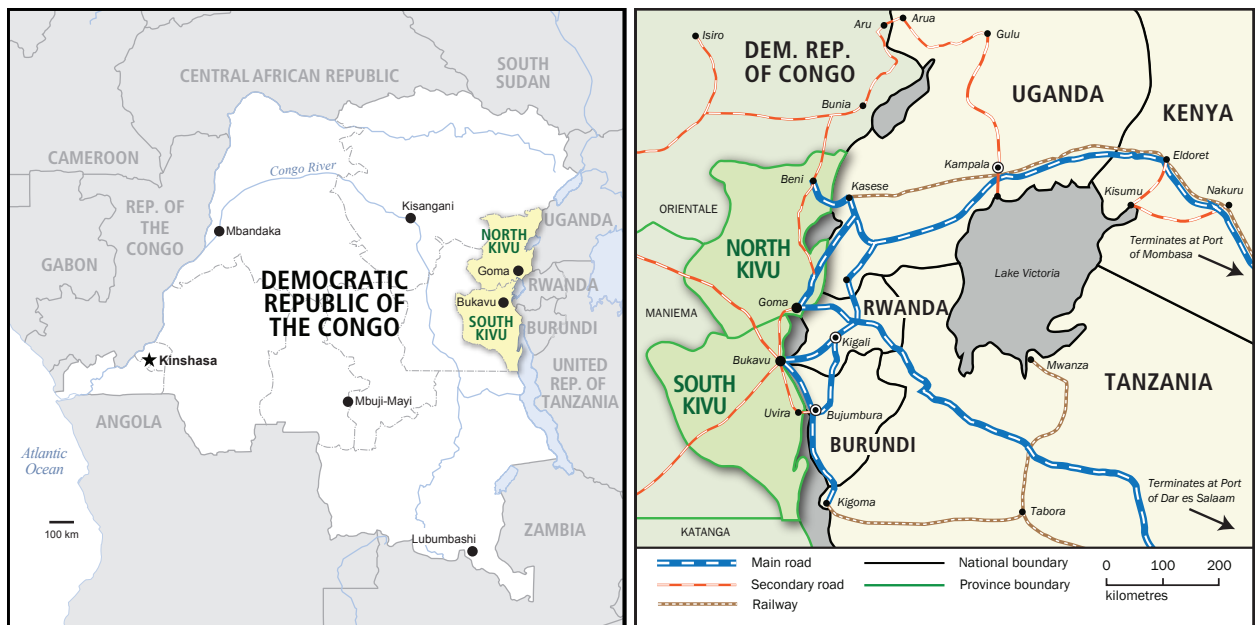 CENTRAL AFRICAN REPUBLIC
SOUTH
SUDAN
CAMEROON
Congo River
REP. OF
THE
CONGO
Kisangani
Mbandaka
UGANDA
NORTH
KIVU
GABON
DEMOCRATIC
REPUBLIC OF
THE CONGO
Goma
RWANDA
Bukavu
SOUTH
KIVU
BURUNDI
Kinshasa
UNITED
REP. OF
TANZANIA
Mbuji-Mayi
ANGOLA
Atlantic
Ocean
100 km
Lubumbashi
ZAMBIA
Aru
Arua
Isiro
Gulu
DEM. REP.
OF CONGO
Bunia
UGANDA
KENYA
Kampala
Eldoret
Beni
Kasese
Kisumu
Nakuru
ORIENTALE
Terminates at Port
of Mombasa
NORTH
KIVU
Lake Victoria
Goma
RWANDA
MANIEMA
Kigali
Bukavu
Mwanza
SOUTH
KIVU
TANZANIA
Uvira
Bujumbura
BURUNDI
Terminates at Port
of Dar es Salaam
Kigoma
Tabora
KATANGA
Main road
National boundary
Secondary road
Province boundary
0 100 200
kilometres
Railway